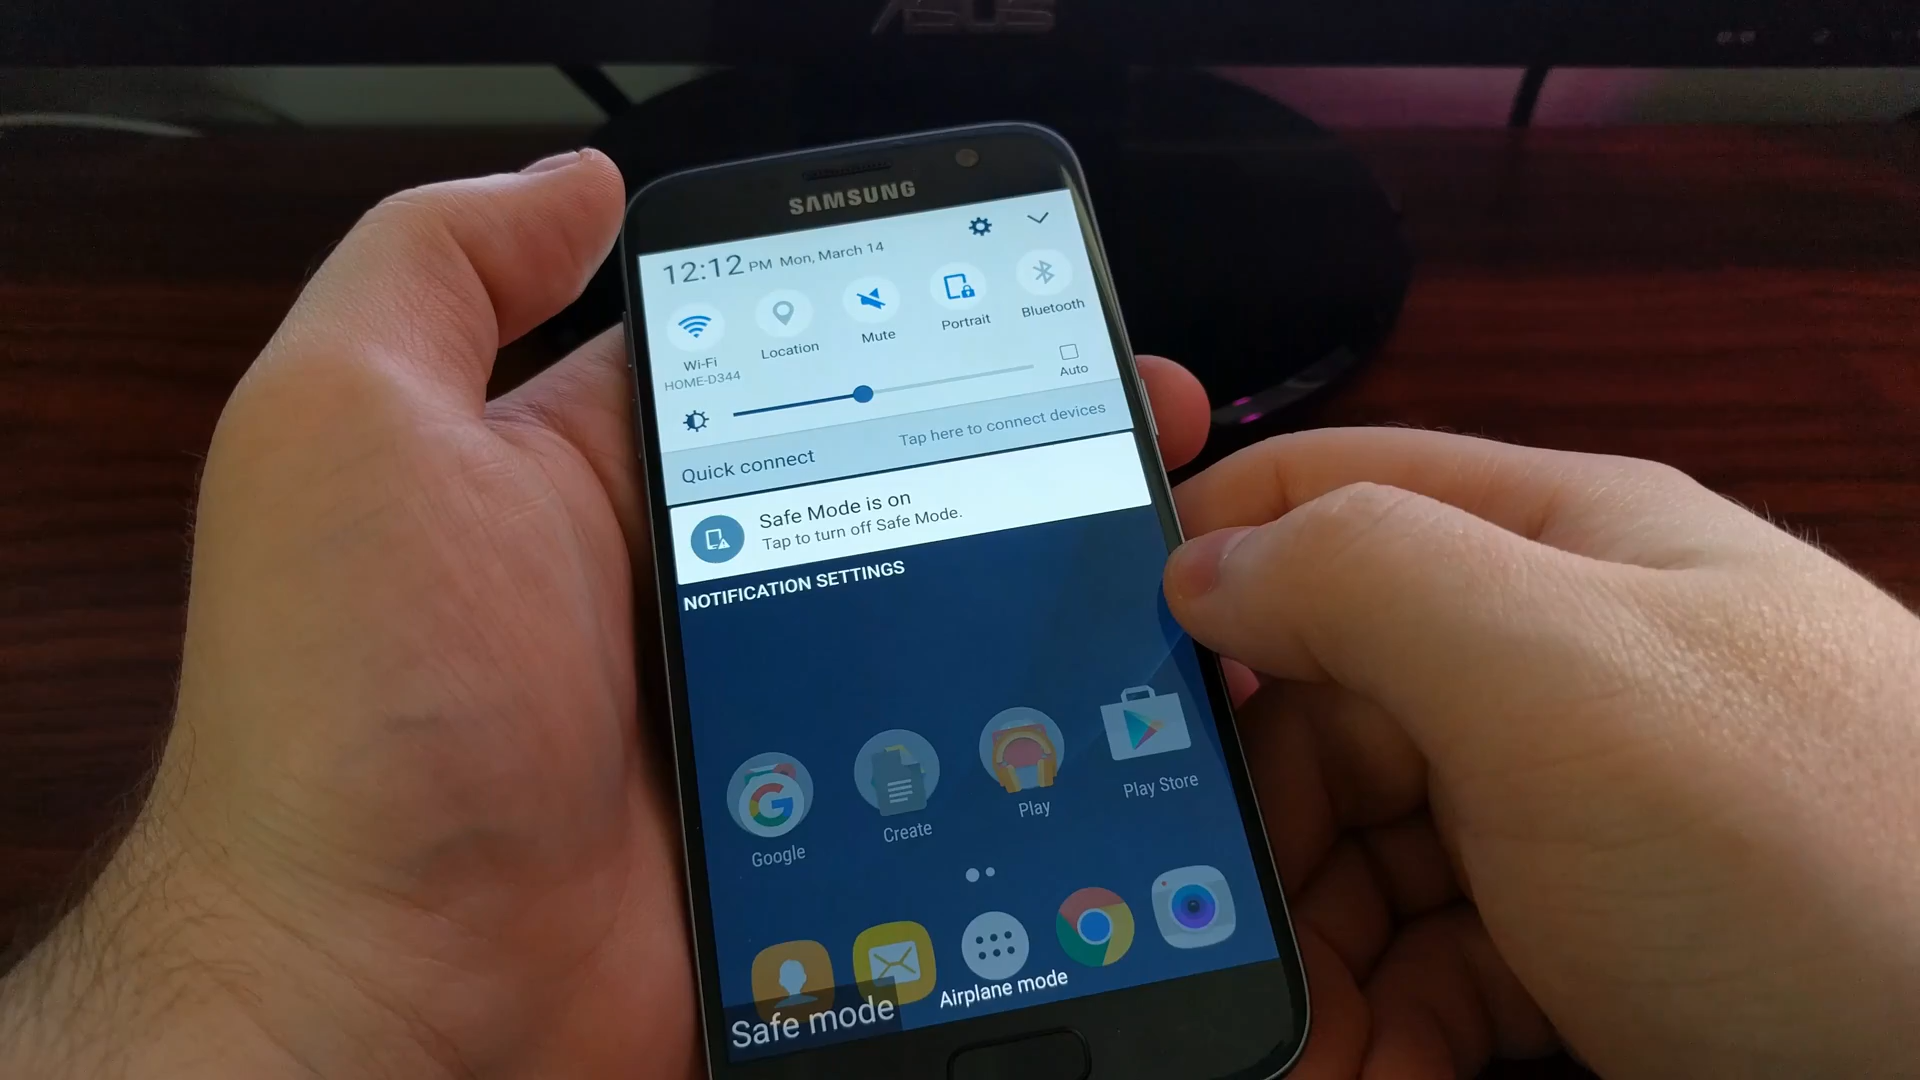 ASUS
SAMSUNG
12:12 PM Mon, March 14
Wi-Fi
HOME-D344
Location
Mute
Portrait
Bluetooth
Auto
Quick connect
Tap here to connect devices
Safe Mode is on
Tap to turn off Safe Mode.
NOTIFICATION SETTINGS
Google
Create
Play
Play Store
Airplane mode
Safe mode